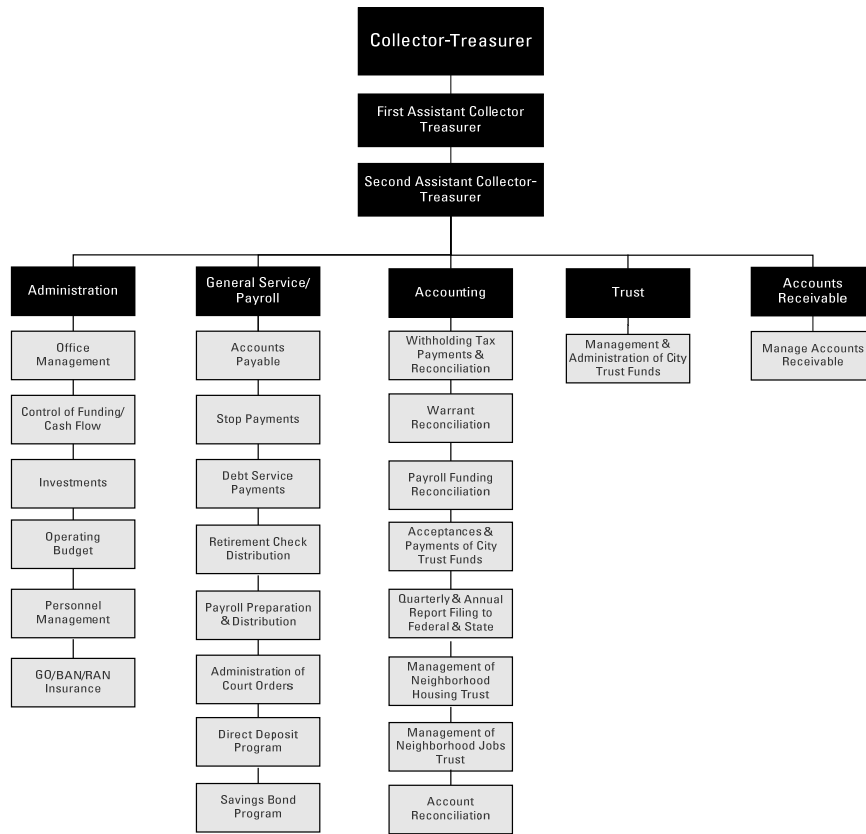 Collector-Treasurer
First Assistant Collector
Treasurer
Second Assistant Collector-
Treasurer
Administration
Office
Management
Control of Funding/
Cash Flow
Investments
Operating
Budget
Personnel
Management
GO/BAN/RAN
Insurance
General Service/
Payroll
Accounts
Payable
Stop Payments
Debt Service
Payments
Retirement Check
Distribution
Payroll Preparation
& Distribution
Administration of
Court Orders
Direct Deposit
Program
Savings Bond
Program
Accounting
Withholding Tax
Payments &
Reconciliation
Warrant
Reconciliation
Payroll Funding
Reconciliation
Acceptances &
Payments of City
Trust Funds
Quarterly & Annual
Report Filing to
Federal & State
Management of
Neighborhood
Housing Trust
Management of
Neighborhood Jobs
Trust
Account
Reconciliation
Trust
Management &
Administration of City
Trust Funds
Accounts
Receivable
Manage Accounts
Receivable